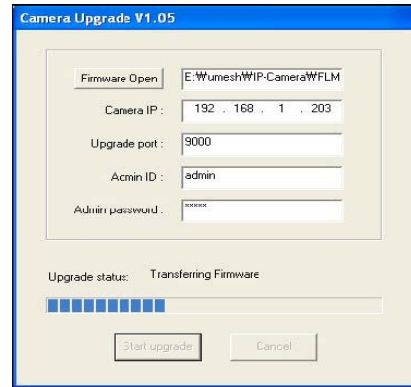 Camera Upgrade V1.05
Firmware Open E:₩umesh₩IP-Camera₩FLM
Camera IP : 192 . 168 . 1 . 203
Upgrade port : 9000
Acmin ID : admin
Admin password : *****
Upgrade status: Transferring Firmware
Start upgrade Cancel